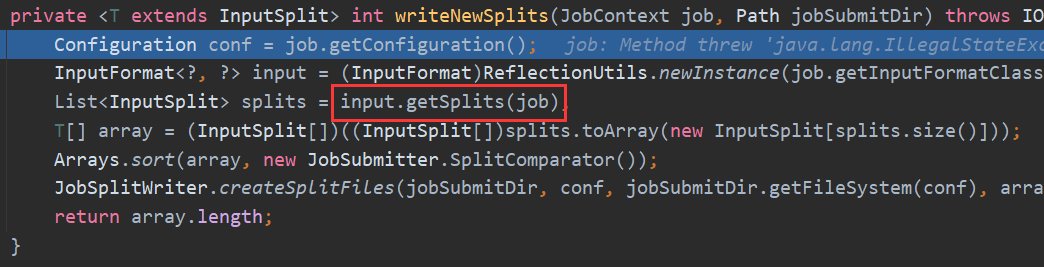 private <T extends InputSplit> int writeNewSplits(JobContext job, Path jobSubmitDir) throws IO
Configuration conf = job.getConfiguration(); job: Method threw 'java.lang.IllegalStateExc
InputFormat<?, ?> input = (InputFormat)ReflectionUtils.newInstance(job.getInputFormatClass
List<InputSplit> splits = input.getSplits(job)
T[] array = (InputSplit[])((InputSplit[])splits.toArray(new InputSplit[splits.size()]));
Arrays.sort(array, new JobSubmitter.SplitComparator());
JobSplitWriter.createSplitFiles(jobSubmitDir, conf, jobSubmitDir.getFileSystem(conf), arra
return array.length;
}